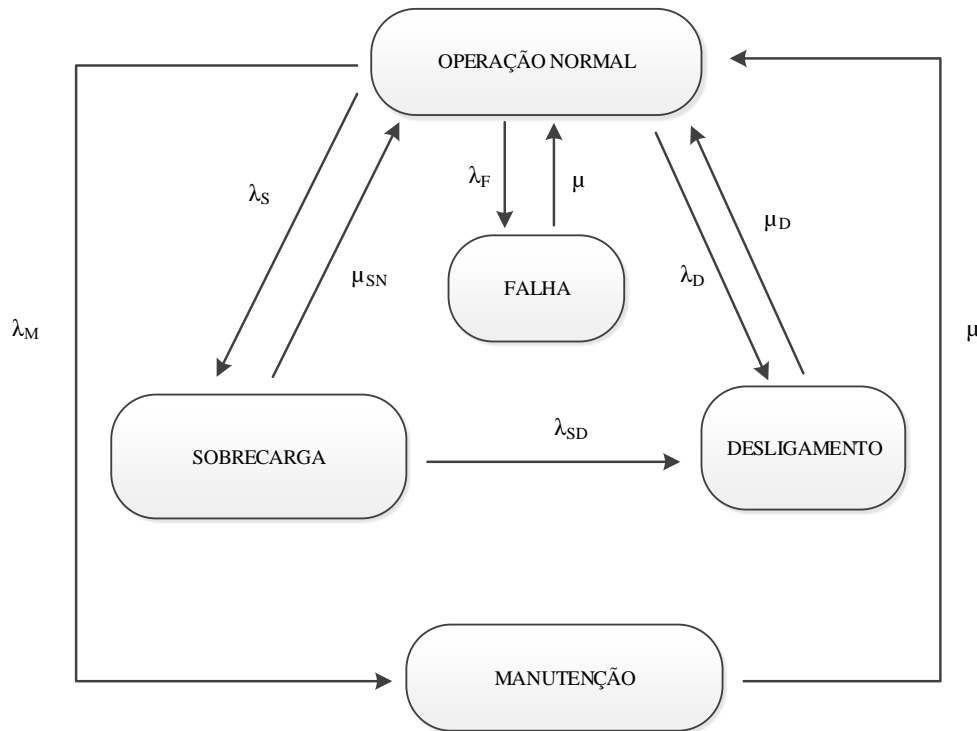 OPERAÇÃO NORMAL
λS
λF
µ
µD
FALHA
µSN
λD
λM
µ
SOBRECARGA
λSD
DESLIGAMENTO
MANUTENÇÃO